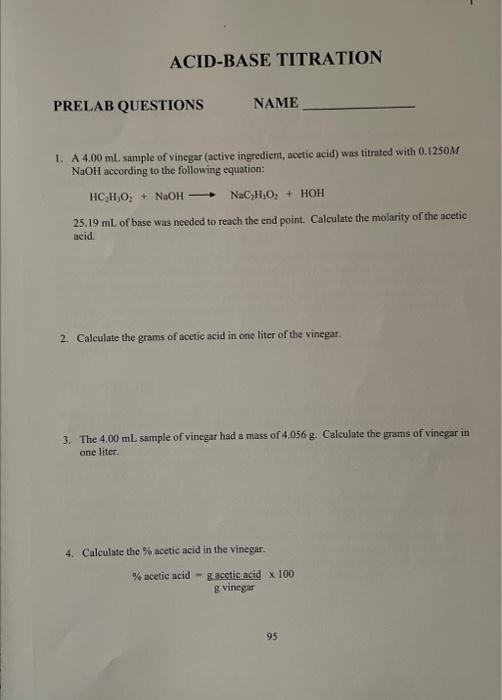 ACID-BASE TITRATION
PRELAB QUESTIONS NAME
1. A 4.00 mL sample of vinegar (active ingredient, acetic acid) was titrated with 0.1250M
NaOH according to the following equation:
HC₂H₃O₂ + NaOH ⟶ NaC₂H₃O₂ + HOH
25.19 mL of base was needed to reach the end point. Calculate the molarity of the acetic
acid.
2. Calculate the grams of acetic acid in one liter of the vinegar.
3. The 4.00 mL sample of vinegar had a mass of 4.056 g. Calculate the grams of vinegar in
one liter.
4. Calculate the % acetic acid in the vinegar.
% acetic acid = g acetic acid x 100
g vinegar
95